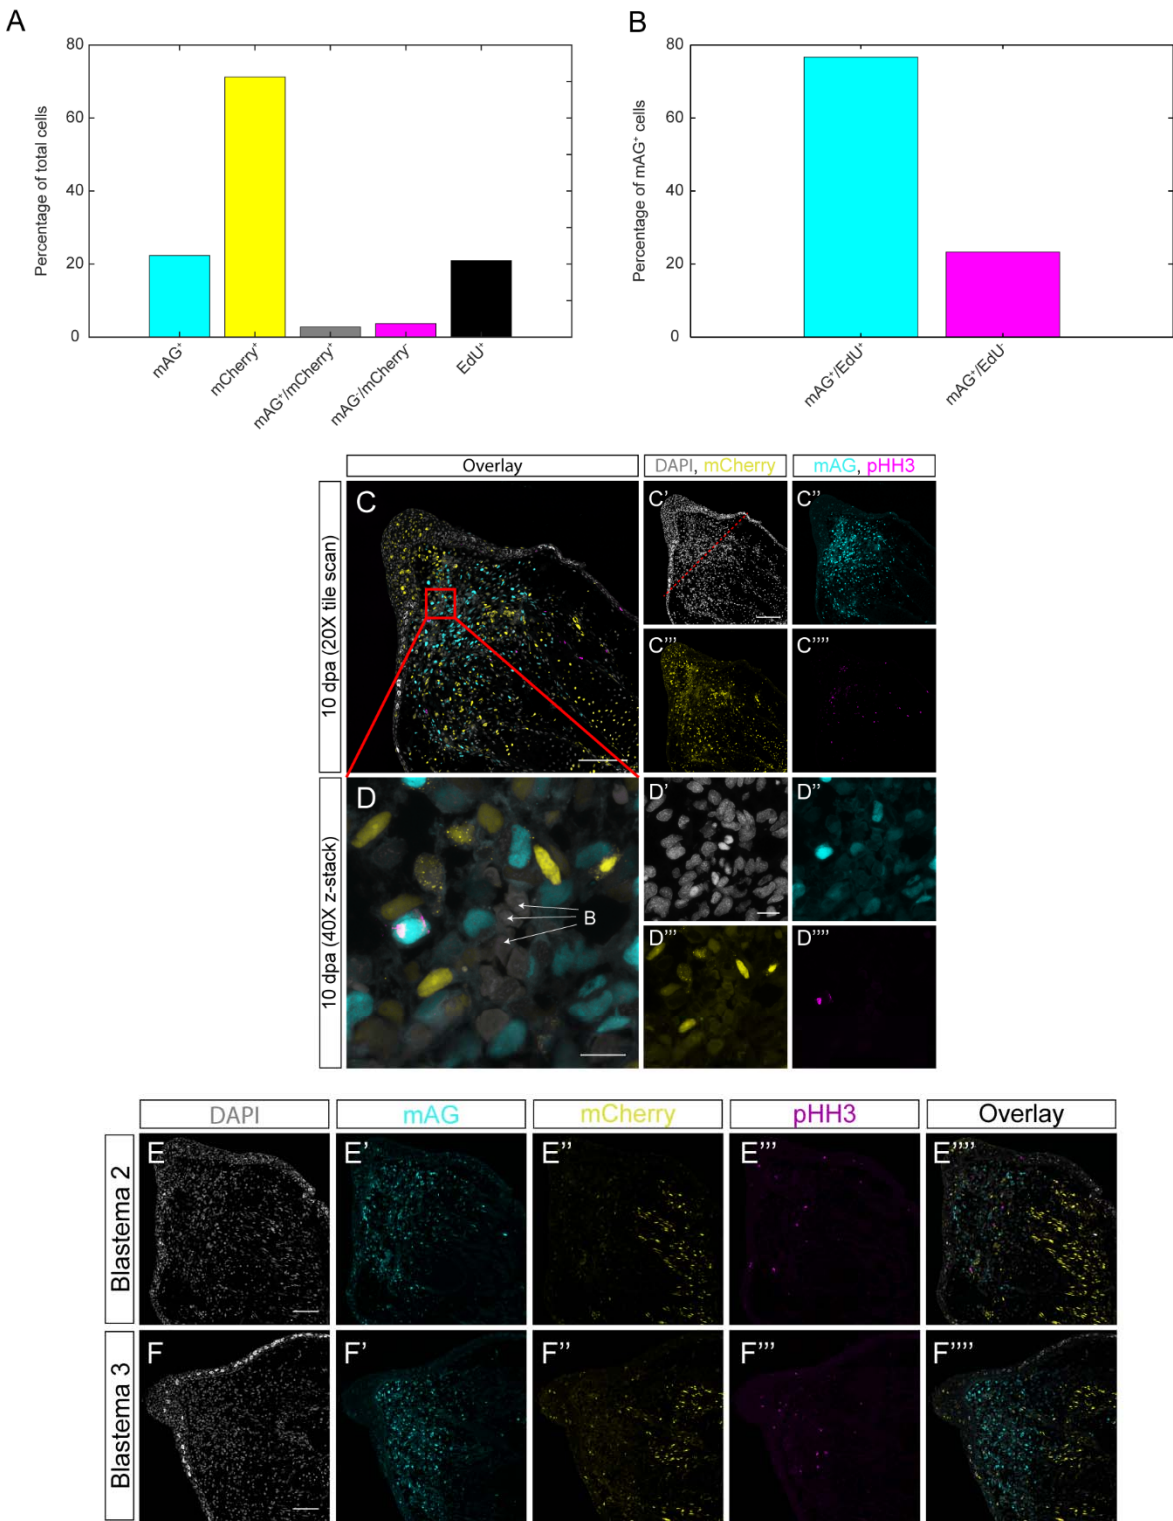 A
B
80
60
40
20
0
Percentage of total cells
mAG⁺
mCherry⁺
mAG⁺/mCherry⁺
mAG⁻/mCherry⁻
EdU⁺
80
60
40
20
0
Percentage of mAG⁺ cells
mAG⁺/EdU⁺
mAG⁺/EdU⁻
Overlay
DAPI, mCherry
mAG, pHH3
10 dpa (20X tile scan)
C
C'
C''
C'''
C''''
10 dpa (40X z-stack)
D
B
D'
D''
D'''
D''''
DAPI
mAG
mCherry
pHH3
Overlay
Blastema 2
E
E'
E''
E'''
E''''
Blastema 3
F
F'
F''
F'''
F''''